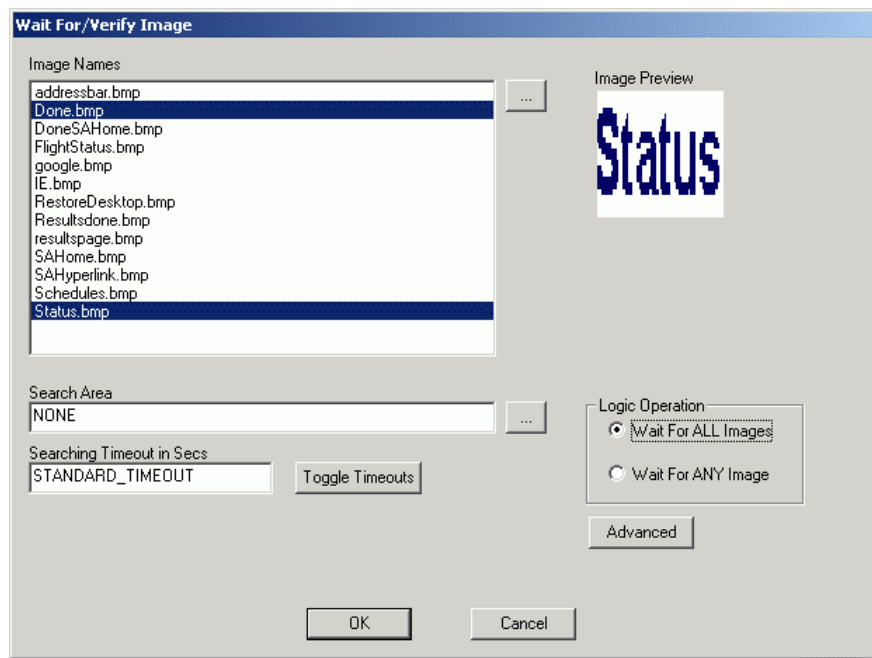 Wait For/Verify Image
Image Names
addressbar.bmp
Done.bmp
DoneSAHome.bmp
FlightStatus.bmp
google.bmp
IE.bmp
RestoreDesktop.bmp
Resultsdone.bmp
resultspage.bmp
SAHome.bmp
SAHyperlink.bmp
Schedules.bmp
Status.bmp
...
Image Preview
Status
Search Area
NONE
...
Searching Timeout in Secs
STANDARD_TIMEOUT
Toggle Timeouts
Logic Operation
Wait For ALL Images
Wait For ANY Image
Advanced
OK
Cancel